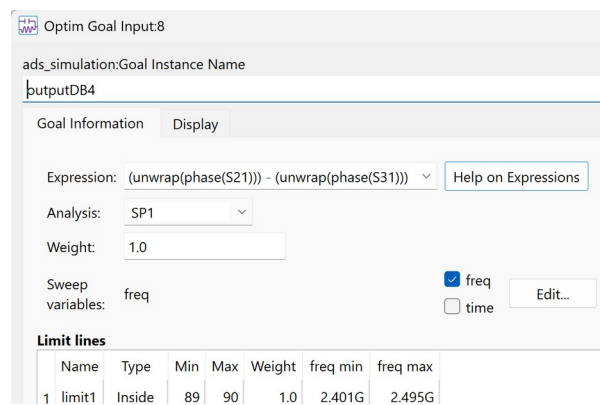 Optim Goal Input:8
ads_simulation:Goal Instance Name
outputDB4
Goal Information Display
Expression: (unwrap(phase(S21))) - (unwrap(phase(S31))) Help on Expressions
Analysis: SP1
Weight: 1.0
Sweep variables: freq freq time Edit...
Limit lines
Name Type Min Max Weight freq min freq max
1 limit1 Inside 89 90 1.0 2.401G 2.495G